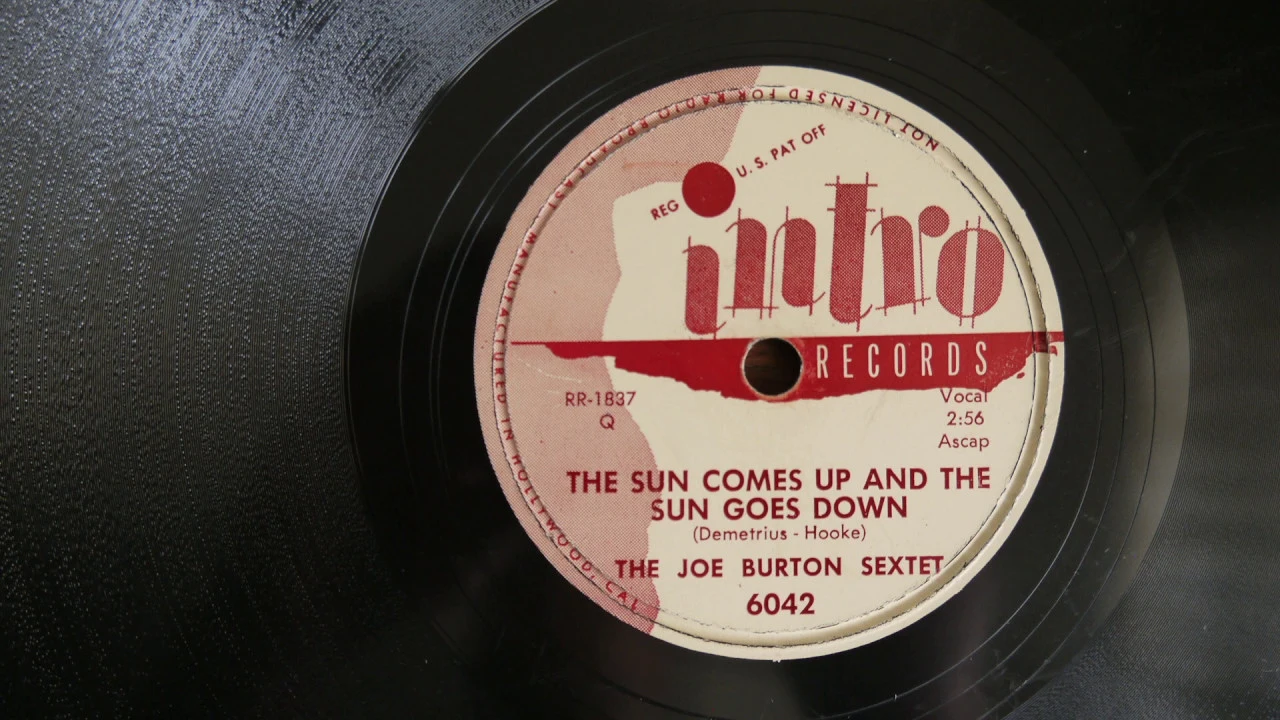 NOT LICENSED FOR RADIO BROADCAST
MANUFACTURED IN HOLLYWOOD, CAL.
REG U. S. PAT OFF
intro
RECORDS
RR-1837
Q
Vocal
2:56
Ascap
THE SUN COMES UP AND THE
SUN GOES DOWN
(Demetrius - Hooke)
THE JOE BURTON SEXTET
6042